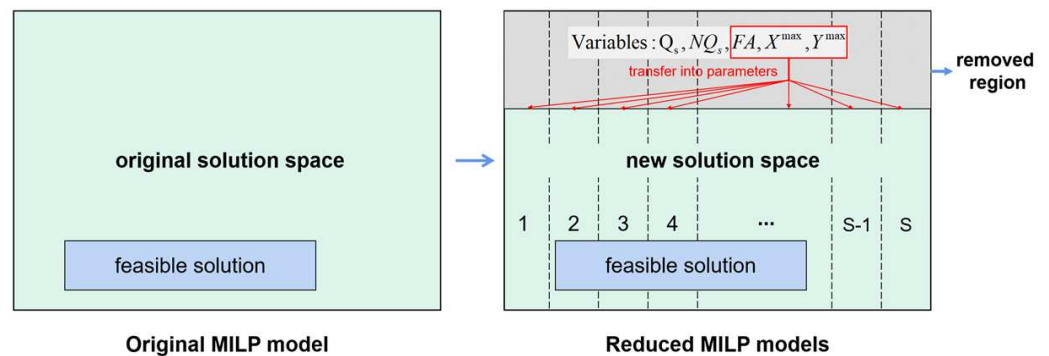 original solution space
feasible solution
Original MILP model
Variables : Q_s, NQ_s, FA, X^max, Y^max
transfer into parameters
removed
region
new solution space
1 2 3 4 ... S-1 S
feasible solution
Reduced MILP models